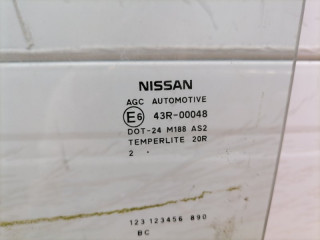 NISSAN
AGC AUTOMOTIVE
E6 43R-00048
DOT-24 M188 AS2
TEMPERLITE 20R
2 .
123 123456 890
BC